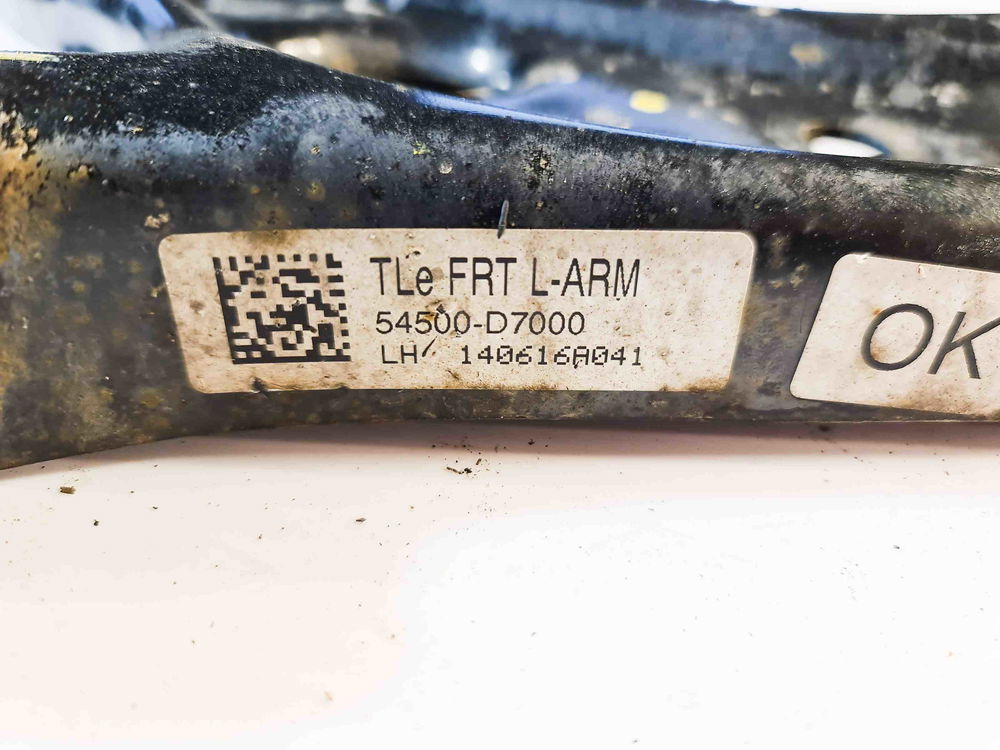 TLe FRT L-ARM
54500-D7000
LH 140616A041
OK